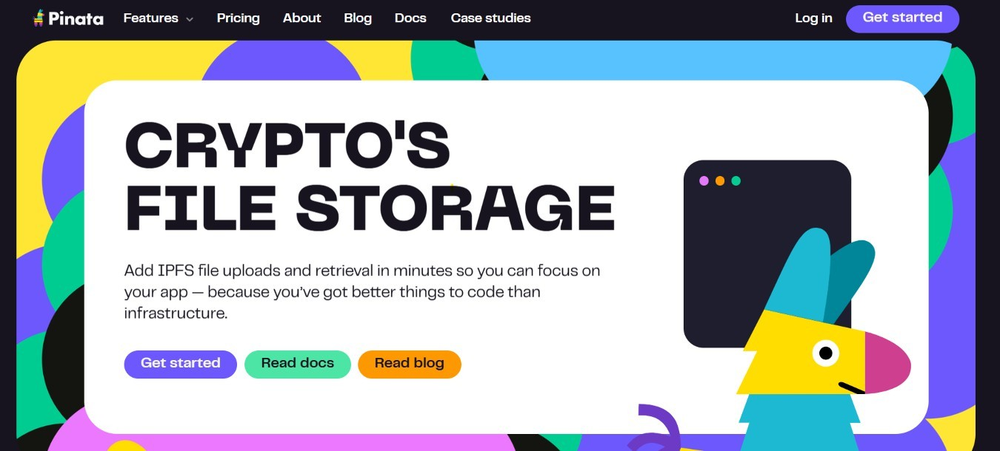 Pinata Features Pricing About Blog Docs Case studies Log in Get started
CRYPTO'S
FILE STORAGE
Add IPFS file uploads and retrieval in minutes so you can focus on
your app — because you’ve got better things to code than
infrastructure.
Get started Read docs Read blog